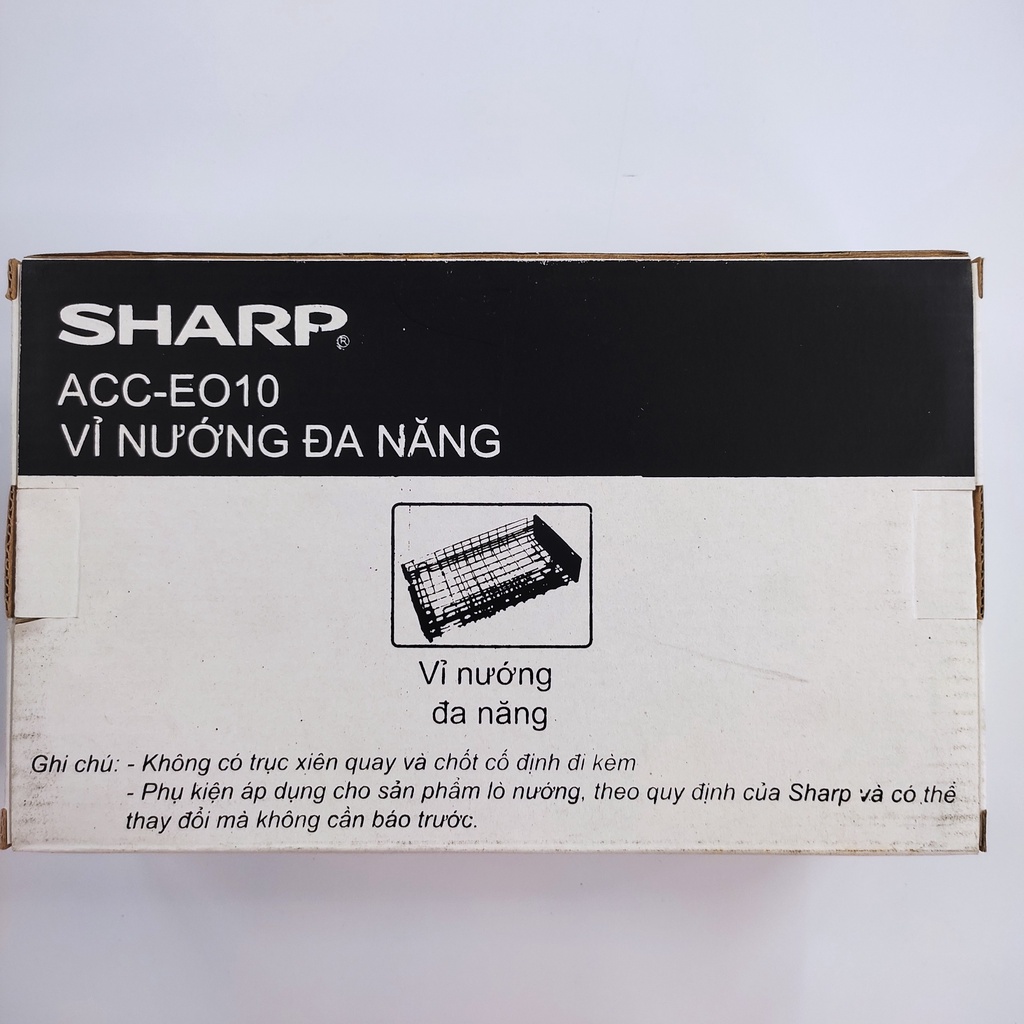 SHARP®
ACC-EO10
VỈ NƯỚNG ĐA NĂNG
Vỉ nướng
đa năng
Ghi chú: - Không có trục xiên quay và chốt cố định đi kèm
- Phụ kiện áp dụng cho sản phẩm lò nướng, theo quy định của Sharp và có thể
thay đổi mà không cần báo trước.